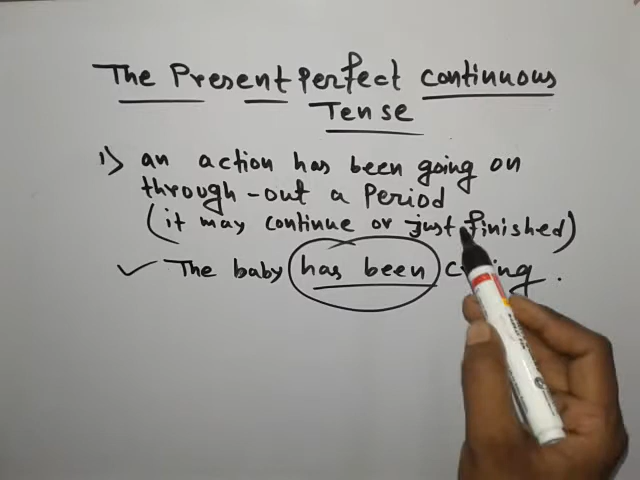 The Present Perfect Continuous
Tense
1) an action has been going on
through-out a Period
(it may continue or just finished)
✓ The baby has been crying.